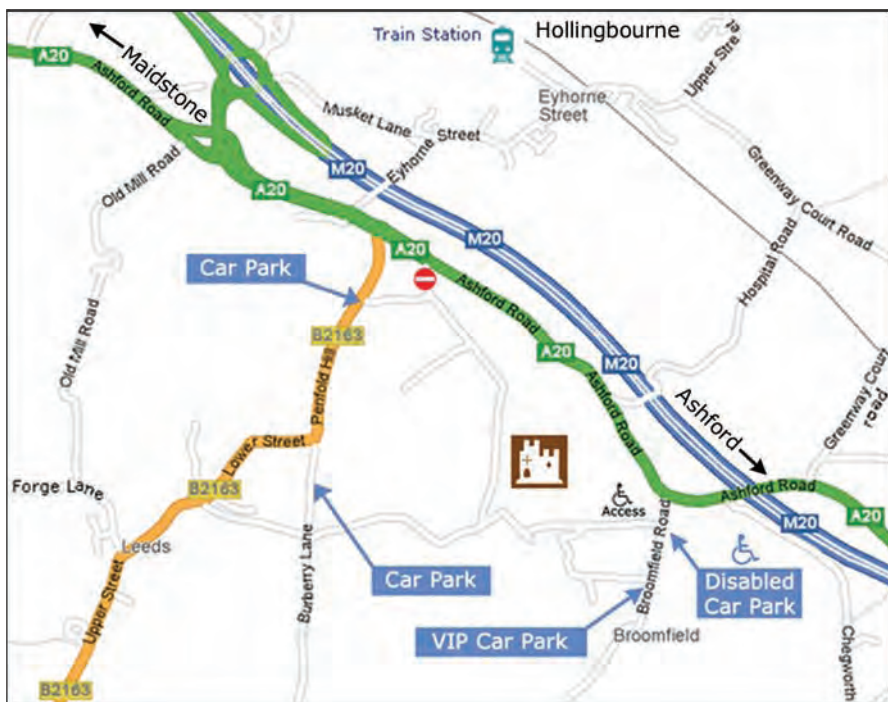 Hollingbourne
Train Station
Upper Stre
et
A20
Maidstone
Ashford Road
Musket Lane
Eyhorne
Street
Eyhorne Street
Greenway Court Road
Old Mill Road
M20
A20
A20
M20
Hospital Road
Car Park
Ashford Road
B2163
Penfold Hill
Old Mill Road
A20
M20
Ashford Road
Ashford
Greenway Court
road
Lower Street
Forge Lane
B2163
Access
Ashford Road
M20
A20
Leeds
Upper Street
Burberry Lane
Car Park
Broomfield Road
Disabled
Car Park
VIP Car Park
Broomfield
Chegworth
B2163